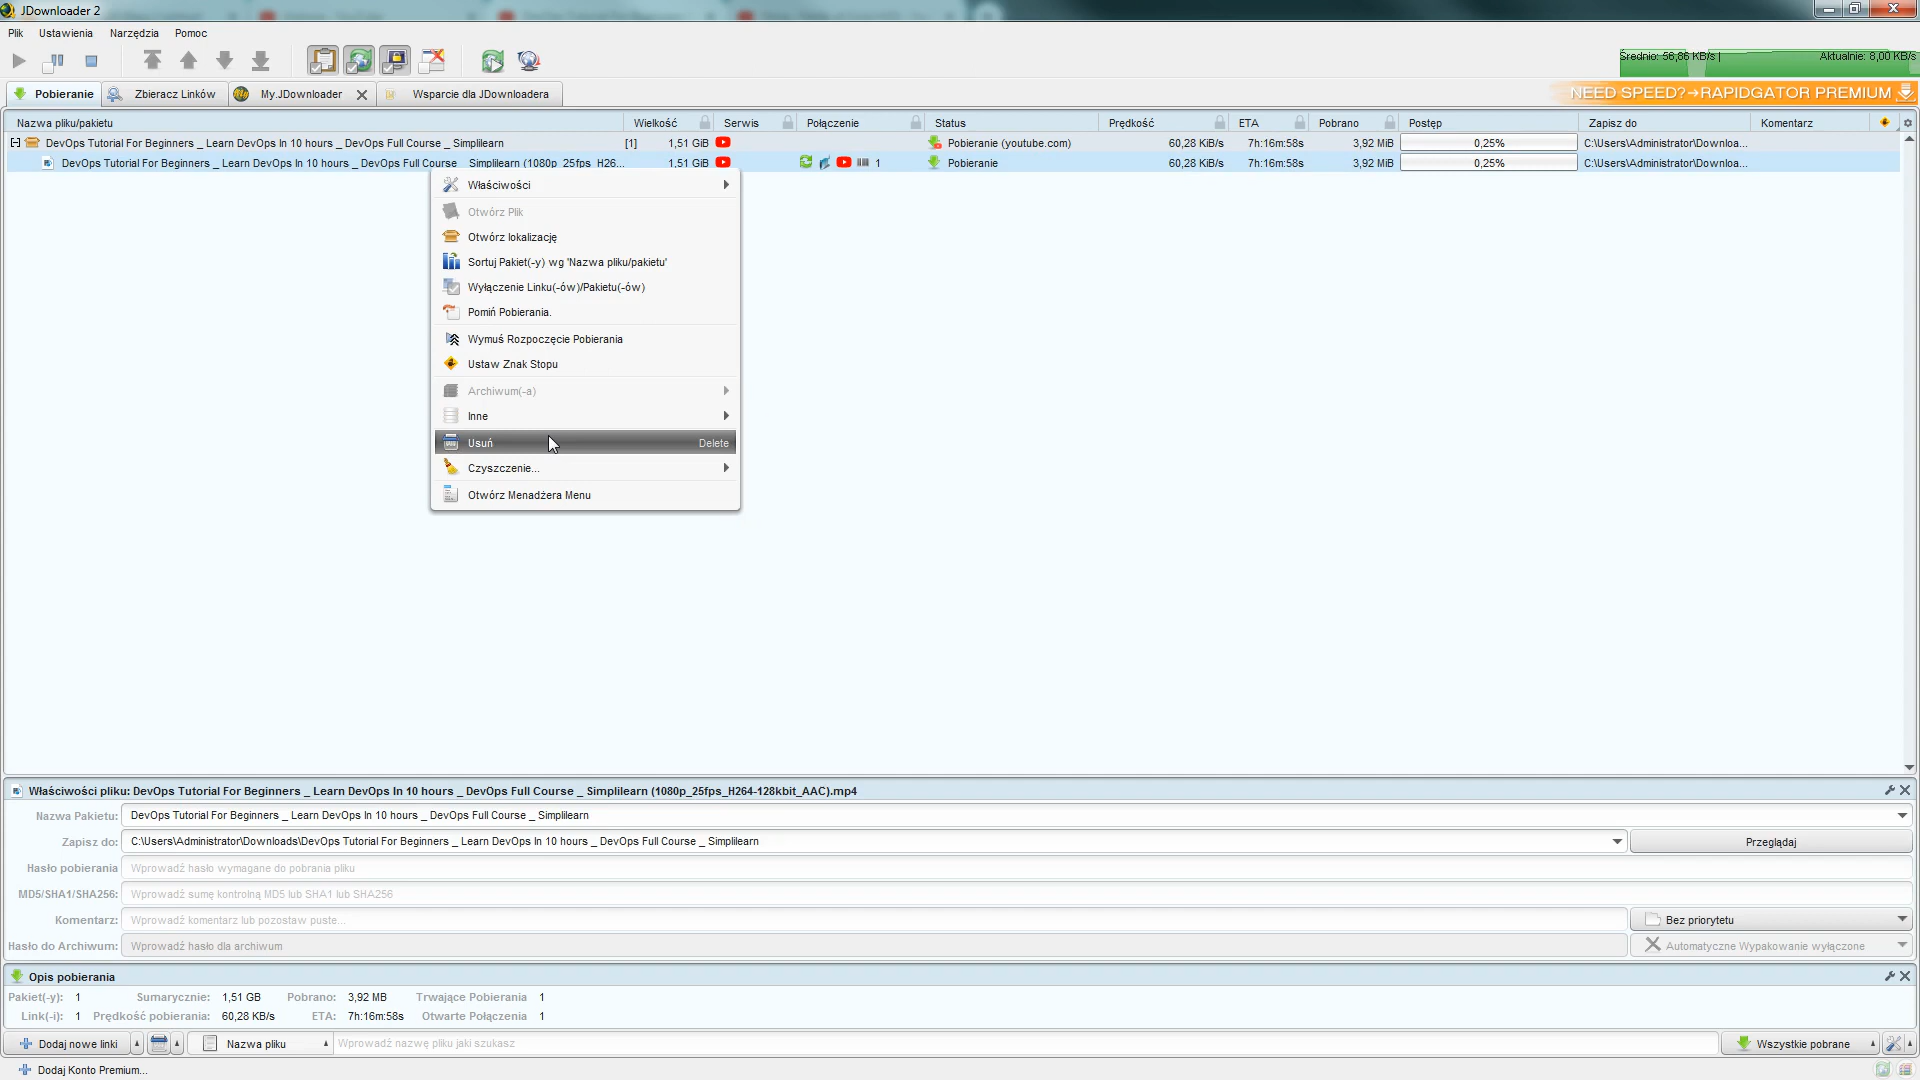 JDownloader 2
Plik Ustawienia Narzędzia Pomoc
Średnio: 56,86 KB/s | Aktualnie: 8,00 KB/s
Pobieranie Zbieracz Linków My.JDownloader Wsparcie dla JDownloadera
NEED SPEED?→RAPIDGATOR PREMIUM
Nazwa pliku/pakietu Wielkość Serwis Połączenie Status Prędkość ETA Pobrano Postęp Zapisz do Komentarz
DevOps Tutorial For Beginners _ Learn DevOps In 10 hours _ DevOps Full Course _ Simplilearn [1] 1,51 GiB Pobieranie (youtube.com) 60,28 KiB/s 7h:16m:58s 3,92 MiB 0,25% C:\Users\Administrator\Downloa...
DevOps Tutorial For Beginners _ Learn DevOps In 10 hours _ DevOps Full Course _ Simplilearn (1080p_25fps_H26... 1,51 GiB 1 Pobieranie 60,28 KiB/s 7h:16m:58s 3,92 MiB 0,25% C:\Users\Administrator\Downloa...
Właściwości
Otwórz Plik
Otwórz lokalizację
Sortuj Pakiet(-y) wg 'Nazwa pliku/pakietu'
Wyłączenie Linku(-ów)/Pakietu(-ów)
Pomiń Pobierania.
Wymuś Rozpoczęcie Pobierania
Ustaw Znak Stopu
Archiwum(-a)
Inne
Usuń Delete
Czyszczenie...
Otwórz Menadżera Menu
Właściwości pliku: DevOps Tutorial For Beginners _ Learn DevOps In 10 hours _ DevOps Full Course _ Simplilearn (1080p_25fps_H264-128kbit_AAC).mp4
Nazwa Pakietu: DevOps Tutorial For Beginners _ Learn DevOps In 10 hours _ DevOps Full Course _ Simplilearn
Zapisz do: C:\Users\Administrator\Downloads\DevOps Tutorial For Beginners _ Learn DevOps In 10 hours _ DevOps Full Course _ Simplilearn Przeglądaj
Hasło pobierania Wprowadź hasło wymagane do pobrania pliku
MD5/SHA1/SHA256: Wprowadź sumę kontrolną MD5 lub SHA1 lub SHA256
Komentarz: Wprowadź komentarz lub pozostaw puste... Bez priorytetu
Hasło do Archiwum: Wprowadź hasło dla archiwum Automatyczne Wypakowanie wyłączone
Opis pobierania
Pakiet(-y): 1 Sumarycznie: 1,51 GB Pobrano: 3,92 MB Trwające Pobierania 1
Link(-i): 1 Prędkość pobierania: 60,28 KB/s ETA: 7h:16m:58s Otwarte Połączenia 1
Dodaj nowe linki Nazwa pliku Wprowadź nazwę pliku jaki szukasz Wszystkie pobrane
Dodaj Konto Premium...